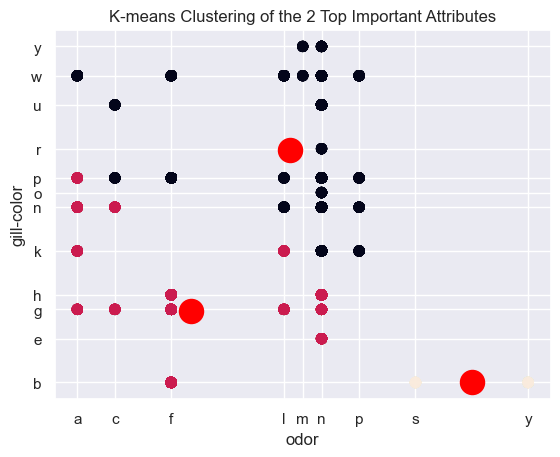 K-means Clustering of the 2 Top Important Attributes
gill-color
y
w
u
r
p
o
n
k
h
g
e
b
a c f l m n p s y
odor